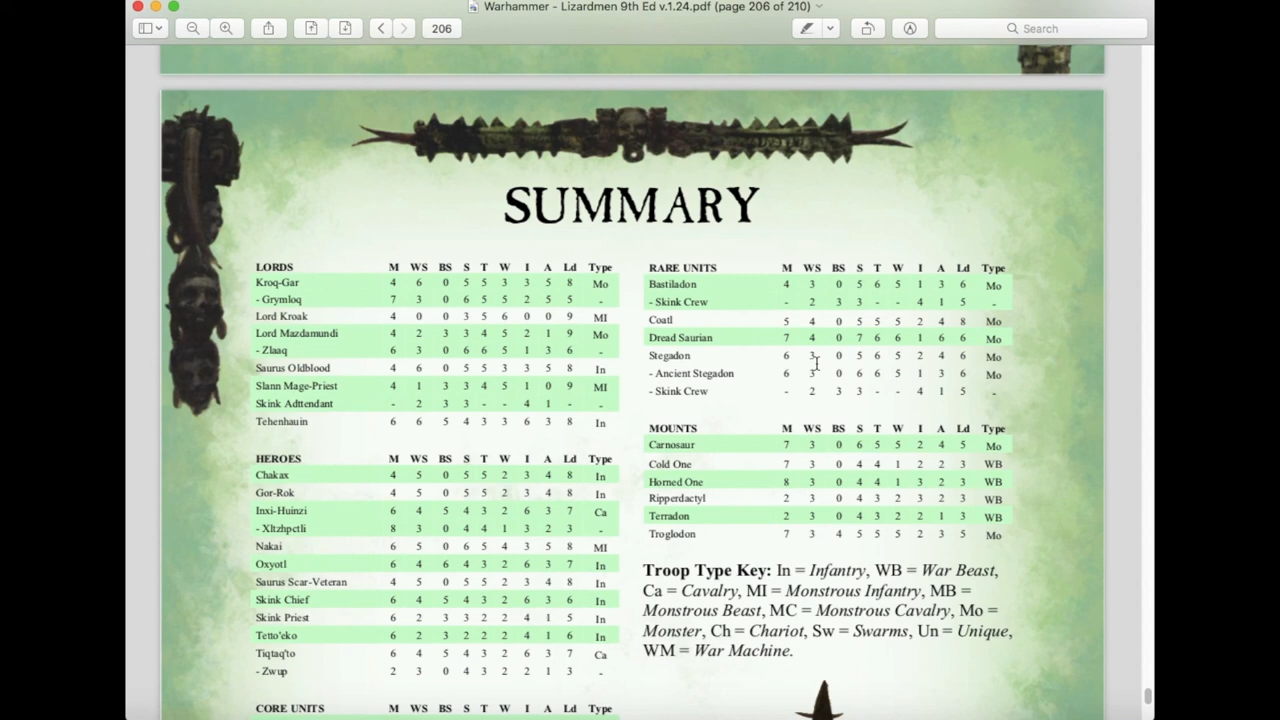 Warhammer - Lizardmen 9th Ed v.1.24.pdf (page 206 of 210)
206
Search
SUMMARY
LORDS M WS BS S T W I A Ld Type
Kroq-Gar 4 6 0 5 5 3 3 5 8 Mo
- Grymloq 7 3 0 6 5 5 2 5 5 -
Lord Kroak 4 0 0 3 5 6 0 0 9 MI
Lord Mazdamundi 4 2 3 3 4 5 2 1 9 Mo
- Zlaaq 6 3 0 6 6 5 1 3 6 -
Saurus Oldblood 4 6 0 5 5 3 3 5 8 In
Slann Mage-Priest 4 1 3 3 4 5 1 0 9 MI
Skink Adttendant - 2 3 3 - - 4 1 - -
Tehenhauin 6 6 5 4 3 3 6 3 8 In
HEROES M WS BS S T W I A Ld Type
Chakax 4 5 0 5 5 2 3 4 8 In
Gor-Rok 4 5 0 5 5 2 3 4 8 In
Inxi-Huinzi 6 4 5 4 3 2 6 3 7 Ca
- Xltzhpctli 8 3 0 4 4 1 3 2 3 -
Nakai 6 5 0 6 5 4 3 5 8 MI
Oxyotl 6 4 6 4 3 2 6 3 7 In
Saurus Scar-Veteran 4 5 0 5 5 2 3 4 8 In
Skink Chief 6 4 5 4 3 2 6 3 6 In
Skink Priest 6 2 3 3 2 2 4 1 5 In
Tetto'eko 6 2 3 2 2 2 4 1 6 In
Tiqtaq'to 6 4 5 4 3 2 6 3 7 Ca
- Zwup 2 3 0 4 3 2 2 1 3 -
CORE UNITS M WS BS S T W I A Ld Type
RARE UNITS M WS BS S T W I A Ld Type
Bastiladon 4 3 0 5 6 5 1 3 6 Mo
- Skink Crew - 2 3 3 - - 4 1 5 -
Coatl 5 4 0 5 5 5 2 4 8 Mo
Dread Saurian 7 4 0 7 6 6 1 6 6 Mo
Stegadon 6 3 0 5 6 5 2 4 6 Mo
- Ancient Stegadon 6 3 0 6 6 5 1 3 6 Mo
- Skink Crew - 2 3 3 - - 4 1 5 -
MOUNTS M WS BS S T W I A Ld Type
Carnosaur 7 3 0 6 5 5 2 4 5 Mo
Cold One 7 3 0 4 4 1 2 2 3 WB
Horned One 8 3 0 4 4 1 3 2 3 WB
Ripperdactyl 2 3 0 4 3 2 3 2 3 WB
Terradon 2 3 0 4 3 2 2 1 3 WB
Troglodon 7 3 4 5 5 5 2 3 5 Mo
Troop Type Key: In = Infantry, WB = War Beast,
Ca = Cavalry, MI = Monstrous Infantry, MB =
Monstrous Beast, MC = Monstrous Cavalry, Mo =
Monster, Ch = Chariot, Sw = Swarms, Un = Unique,
WM = War Machine.